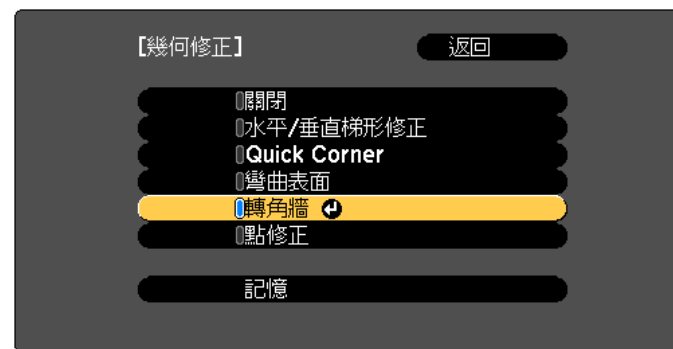 [幾何修正] 返回
關閉
水平/垂直梯形修正
Quick Corner
彎曲表面
轉角牆
點修正
記憶